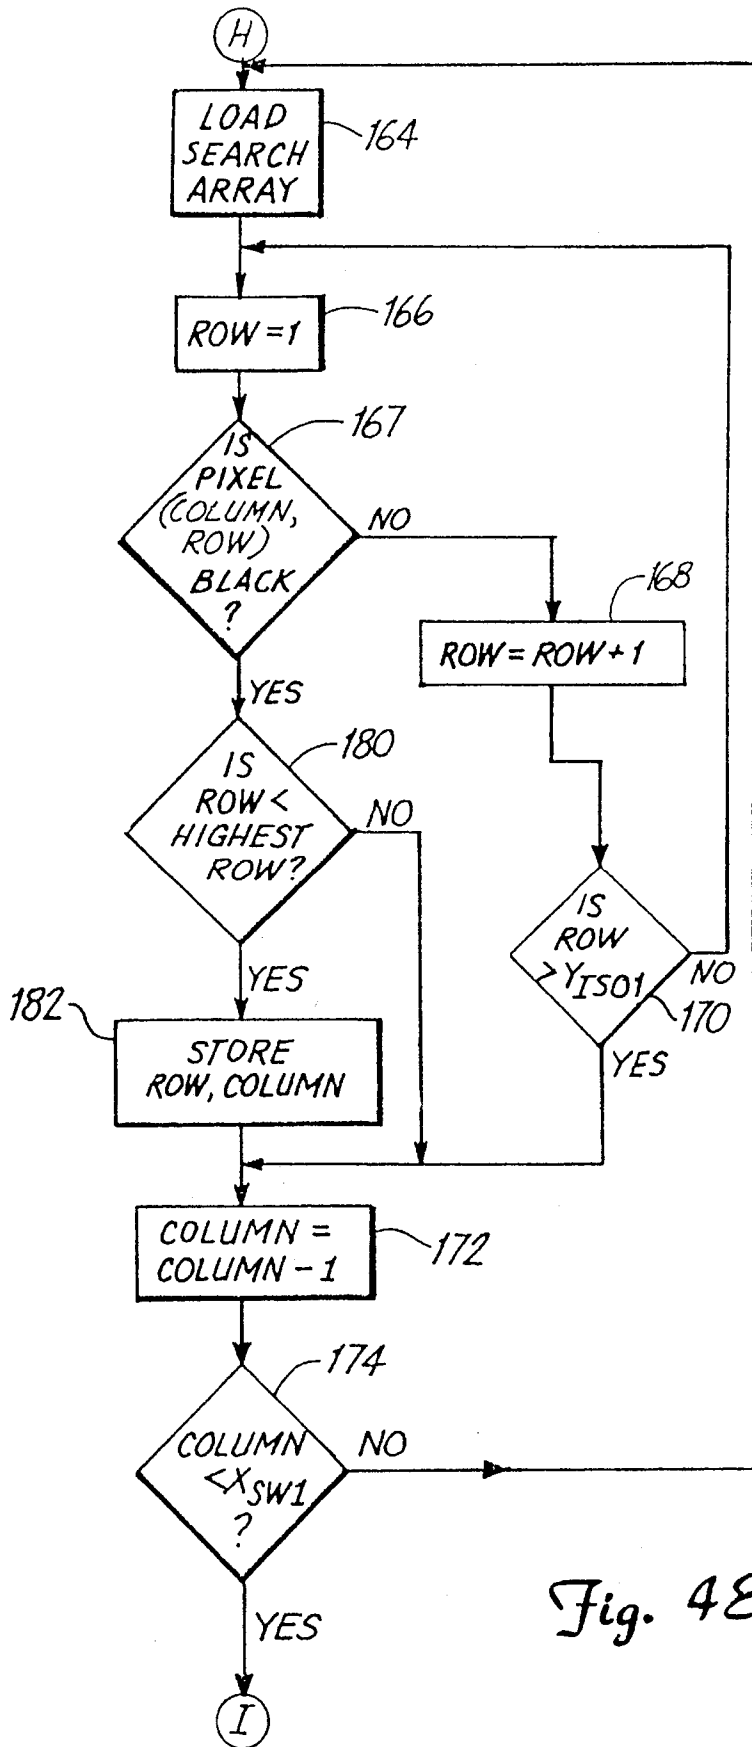 H
LOAD
SEARCH
ARRAY
164
ROW=1
166
167
IS
PIXEL
(COLUMN,
ROW)
BLACK
?
NO
168
ROW = ROW + 1
YES
180
IS
ROW <
HIGHEST
ROW?
NO
IS
ROW
> YISO1
NO
170
YES
YES
182
STORE
ROW, COLUMN
COLUMN =
COLUMN - 1
172
174
COLUMN
<XSW1
?
NO
YES
Fig. 4E
I